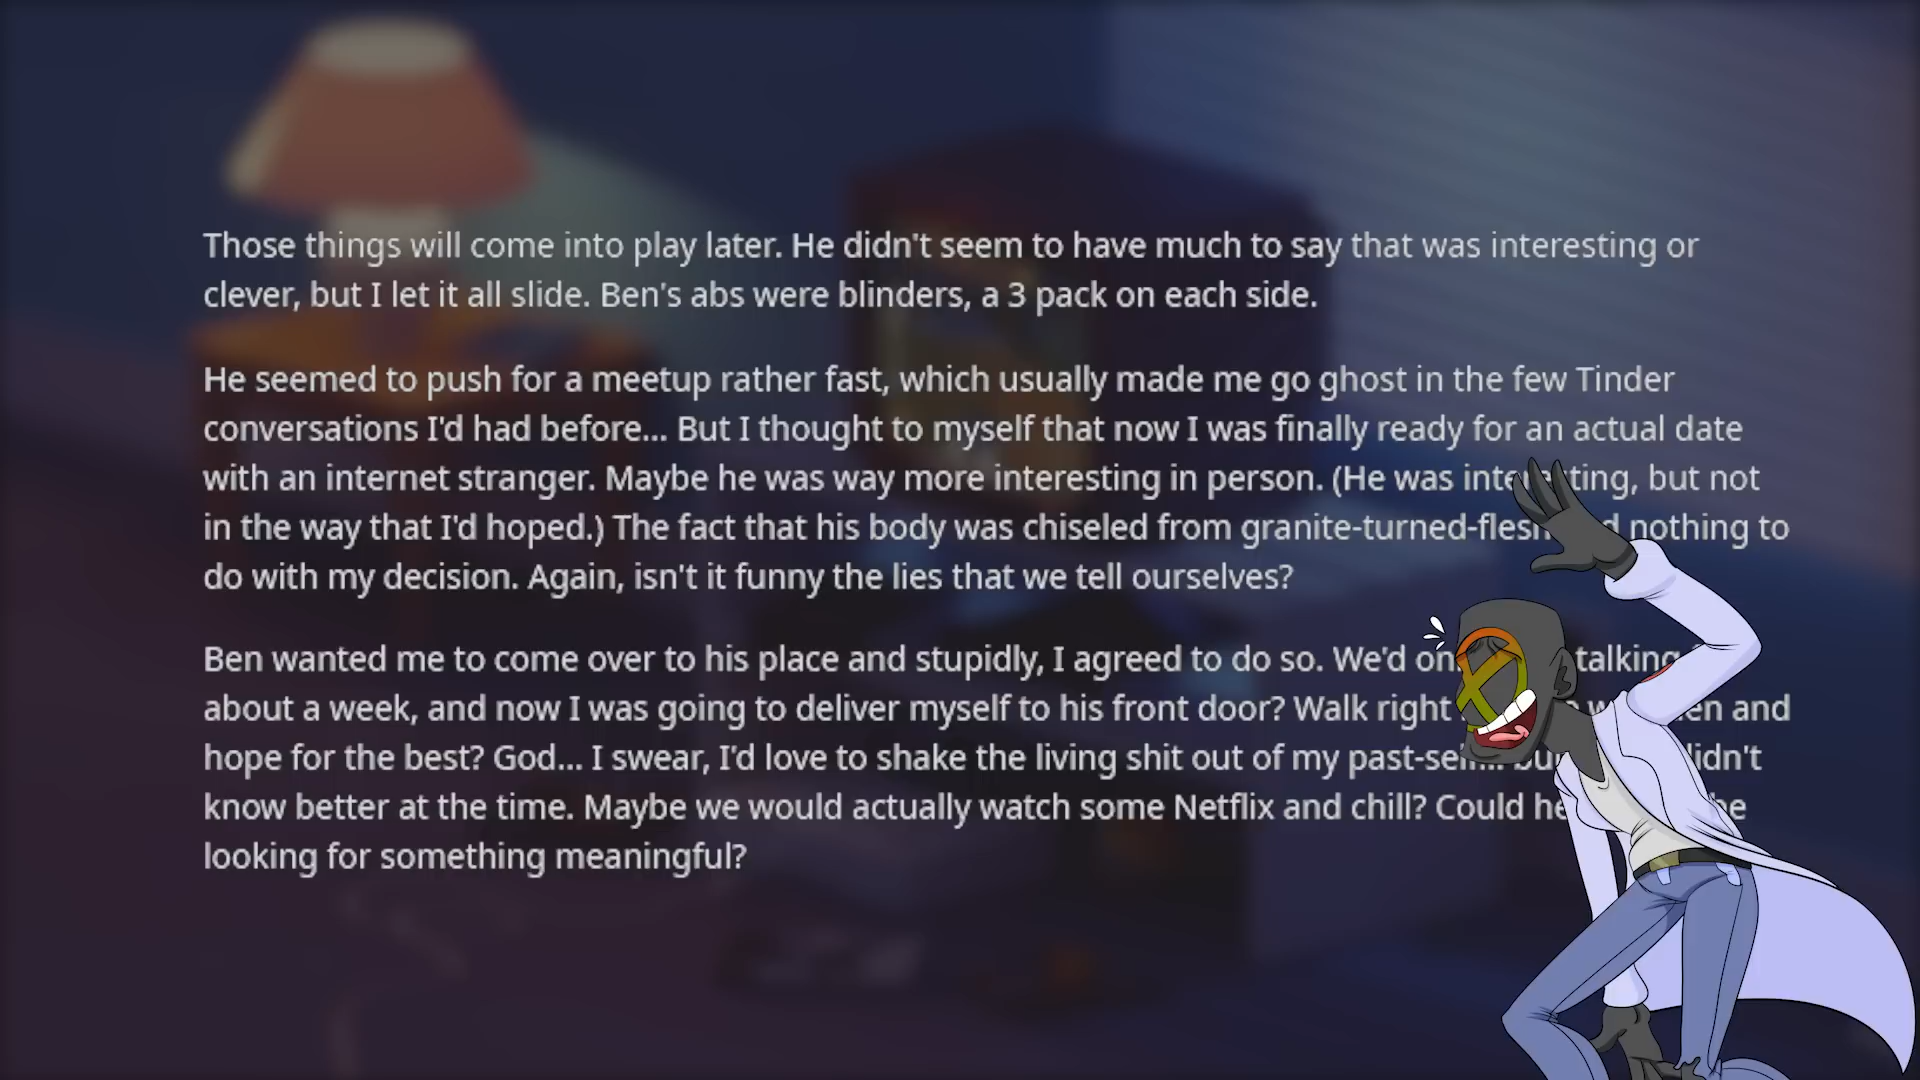 Those things will come into play later. He didn't seem to have much to say that was interesting or
clever, but I let it all slide. Ben's abs were blinders, a 3 pack on each side.
He seemed to push for a meetup rather fast, which usually made me go ghost in the few Tinder
conversations I'd had before... But I thought to myself that now I was finally ready for an actual date
with an internet stranger. Maybe he was way more interesting in person. (He was interesting, but not
in the way that I'd hoped.) The fact that his body was chiseled from granite-turned-flesh nothing to
do with my decision. Again, isn't it funny the lies that we tell ourselves?
Ben wanted me to come over to his place and stupidly, I agreed to do so. We'd talking
about a week, and now I was going to deliver myself to his front door? Walk right and
hope for the best? God... I swear, I'd love to shake the living shit out of my
know better at the time. Maybe we would actually watch some Netflix and chill? Could
looking for something meaningful?